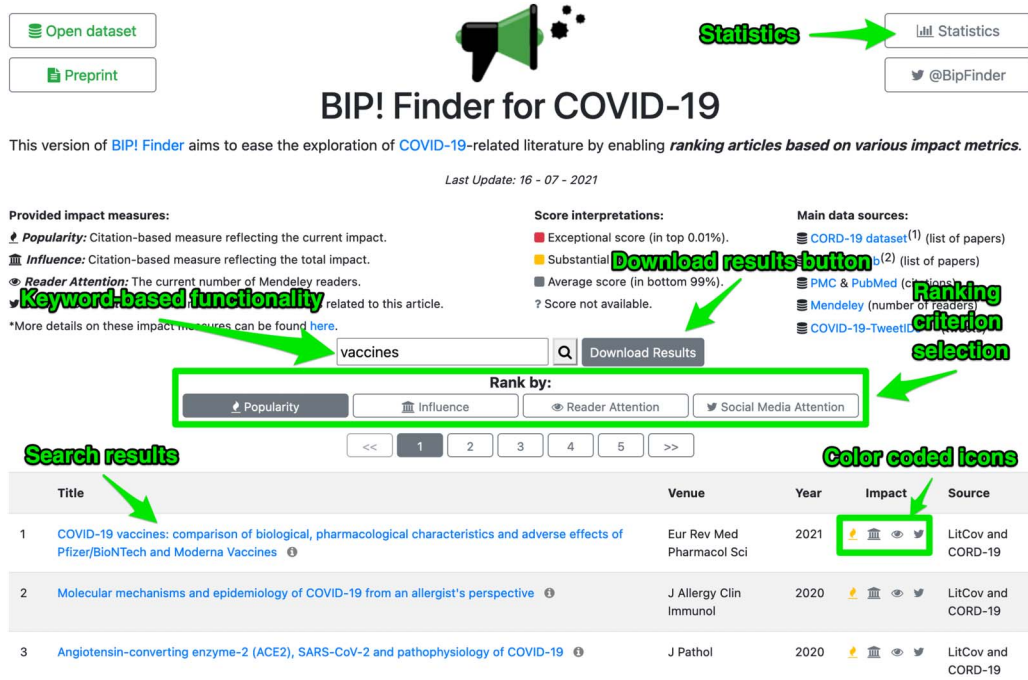 Open dataset
Statistics
Statistics
Preprint
@BipFinder
BIP! Finder for COVID-19
This version of BIP! Finder aims to ease the exploration of COVID-19-related literature by enabling ranking articles based on various impact metrics.
Last Update: 16 - 07 - 2021
Provided impact measures:
Popularity: Citation-based measure reflecting the current impact.
Influence: Citation-based measure reflecting the total impact.
Reader Attention: The current number of Mendeley readers.
related to this article.
*More details on these impact measures can be found here.
Keyword-based functionality
Score interpretations:
Exceptional score (in top 0.01%).
Substantial
Average score (in bottom 99%).
? Score not available.
Download results button
Main data sources:
CORD-19 dataset(1) (list of papers)
(2) (list of papers)
PMC & PubMed (citations)
Mendeley (number of readers)
COVID-19-TweetIDs (tweets)
Ranking
criterion
selection
vaccines
Download Results
Rank by:
Popularity
Influence
Reader Attention
Social Media Attention
<< 1 2 3 4 5 >>
Search results
Color coded icons
Title Venue Year Impact Source
1 COVID-19 vaccines: comparison of biological, pharmacological characteristics and adverse effects of Eur Rev Med 2021 LitCov and
Pfizer/BioNTech and Moderna Vaccines Pharmacol Sci CORD-19
2 Molecular mechanisms and epidemiology of COVID-19 from an allergist's perspective J Allergy Clin 2020 LitCov and
Immunol CORD-19
3 Angiotensin-converting enzyme-2 (ACE2), SARS-CoV-2 and pathophysiology of COVID-19 J Pathol 2020 LitCov and
CORD-19